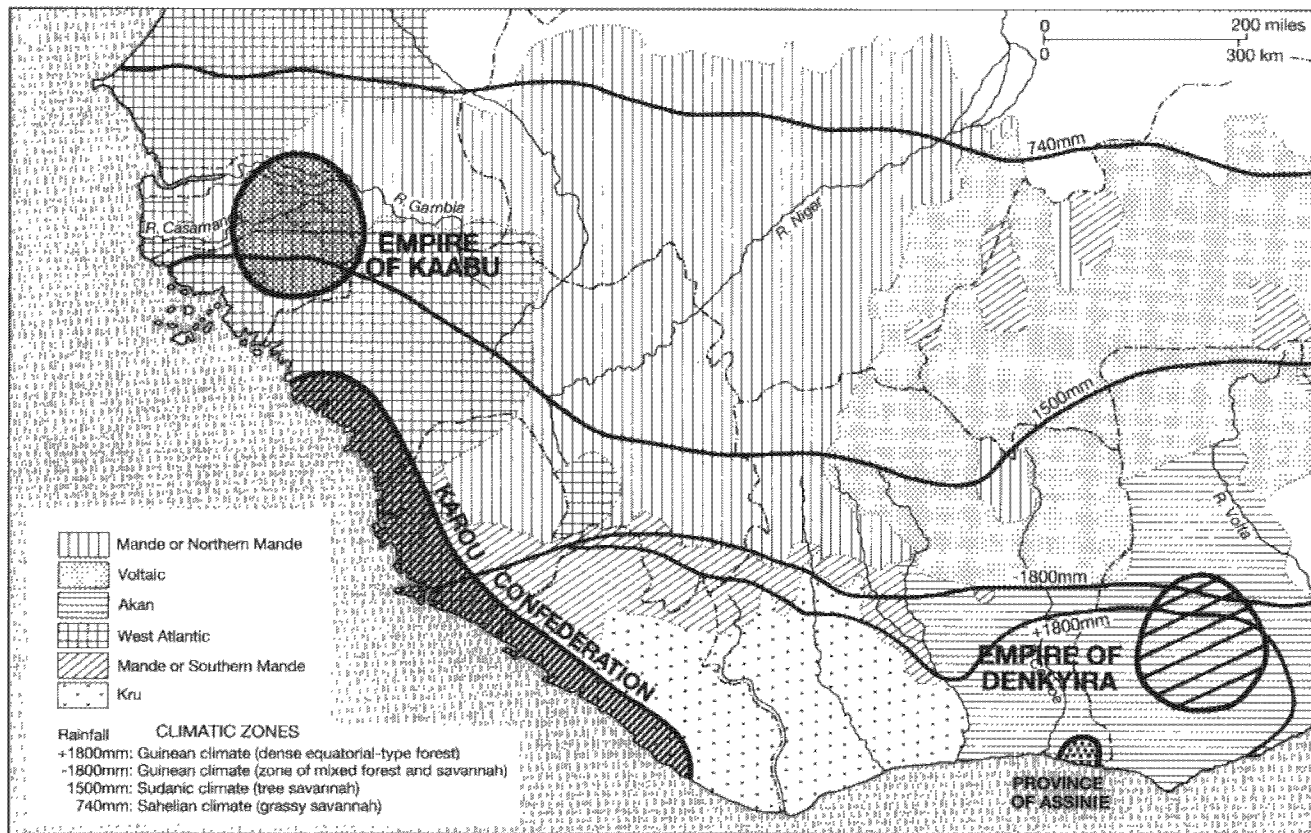 0 200 miles
0 300 km
740mm
R. Gambia
R. Casamance
EMPIRE
OF KAABU
R. Niger
1500mm
R. Volta
KAROU CONFEDERATION
-1800mm
+1800mm
EMPIRE OF
DENKYIRA
PROVINCE
OF ASSINIE
Mande or Northern Mande
Voltaic
Akan
West Atlantic
Mande or Southern Mande
Kru
Rainfall CLIMATIC ZONES
+1800mm: Guinean climate (dense equatorial-type forest)
-1800mm: Guinean climate (zone of mixed forest and savannah)
1500mm: Sudanic climate (tree savannah)
740mm: Sahelian climate (grassy savannah)